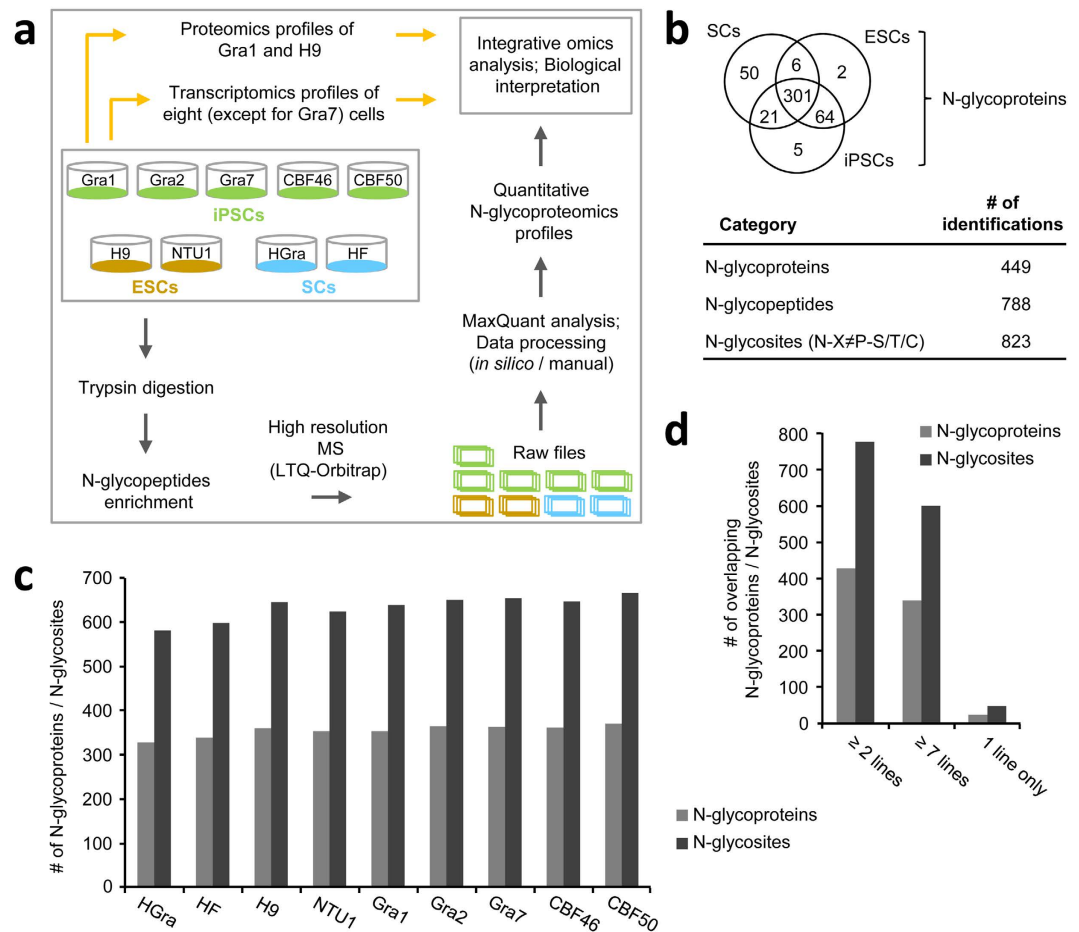 a
Proteomics profiles of
Gra1 and H9
Transcriptomics profiles of
eight (except for Gra7) cells
Integrative omics
analysis; Biological
interpretation
Gra1 Gra2 Gra7 CBF46 CBF50
iPSCs
H9 NTU1 HGra HF
ESCs SCs
Trypsin digestion
N-glycopeptides
enrichment
High resolution
MS
(LTQ-Orbitrap)
Raw files
MaxQuant analysis;
Data processing
(in silico / manual)
Quantitative
N-glycoproteomics
profiles
b
SCs ESCs
50 6 2
301
21 64
5
iPSCs
N-glycoproteins
Category # of identifications
N-glycoproteins 449
N-glycopeptides 788
N-glycosites (N-X≠P-S/T/C) 823
c
# of N-glycoproteins / N-glycosites
700
600
500
400
300
200
100
0
HGra HF H9 NTU1 Gra1 Gra2 Gra7 CBF46 CBF50
N-glycoproteins
N-glycosites
d
# of overlapping
N-glycoproteins / N-glycosites
800
700
600
500
400
300
200
100
0
≥ 2 lines ≥ 7 lines 1 line only
N-glycoproteins
N-glycosites